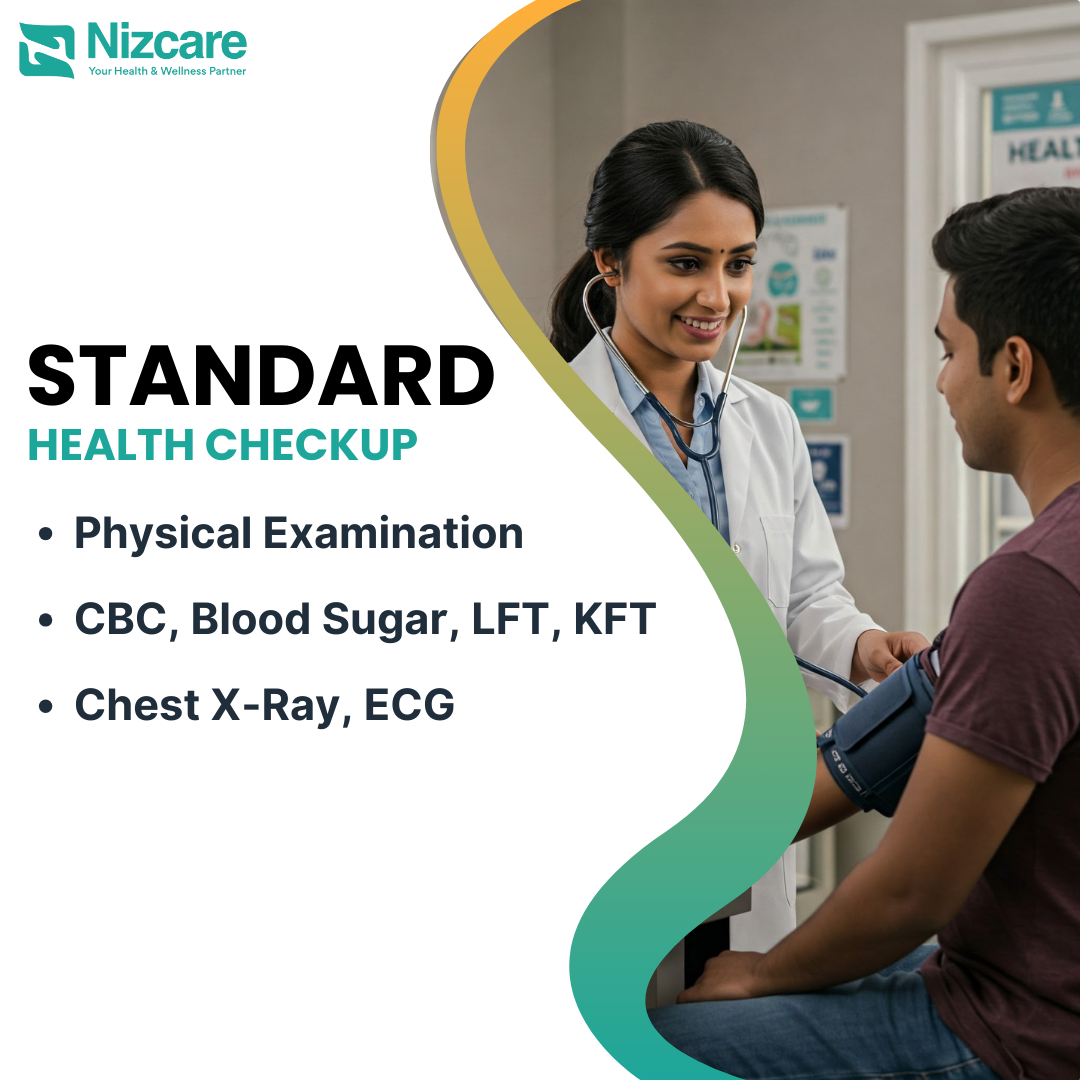 Nizcare
Your Health & Wellness Partner
STANDARD
HEALTH CHECKUP
• Physical Examination
• CBC, Blood Sugar, LFT, KFT
• Chest X-Ray, ECG